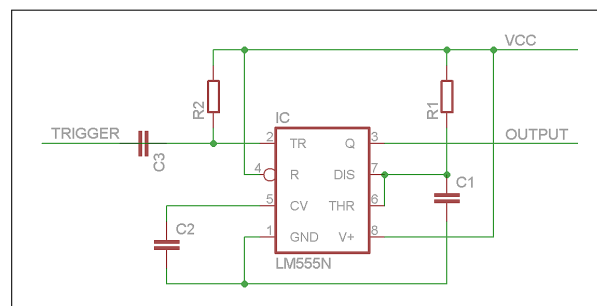 VCC
R2
R1
IC
TRIGGER
2 TR Q 3
OUTPUT
C3
4 R DIS 7
C1
5 CV THR 6
C2
1 GND V+ 8
LM555N